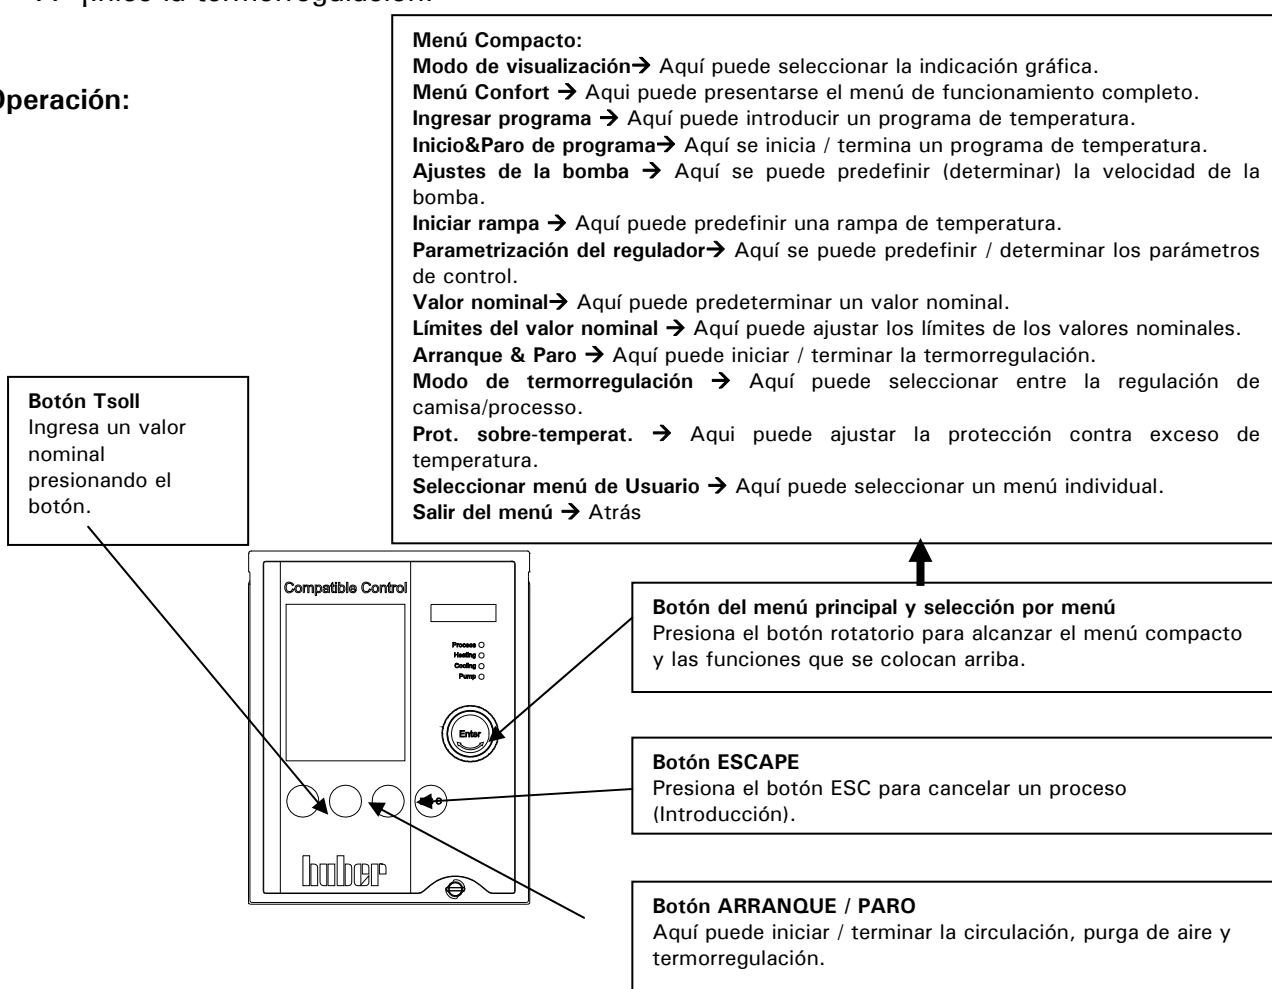 la termorregulación.
Menú Compacto:
Modo de visualización→ Aquí puede seleccionar la indicación gráfica.
Menú Confort → Aqui puede presentarse el menú de funcionamiento completo.
Ingresar programa → Aquí puede introducir un programa de temperatura.
Inicio&Paro de programa→ Aquí se inicia / termina un programa de temperatura.
Ajustes de la bomba → Aquí se puede predefinir (determinar) la velocidad de la
bomba.
Iniciar rampa → Aquí puede predefinir una rampa de temperatura.
Parametrización del regulador→ Aquí se puede predefinir / determinar los parámetros
de control.
Valor nominal→ Aquí puede predeterminar un valor nominal.
Límites del valor nominal → Aquí puede ajustar los límites de los valores nominales.
Arranque & Paro → Aquí puede iniciar / terminar la termorregulación.
Modo de termorregulación → Aquí puede seleccionar entre la regulación de
camisa/processo.
Prot. sobre-temperat. → Aqui puede ajustar la protección contra exceso de
temperatura.
Seleccionar menú de Usuario → Aquí puede seleccionar un menú individual.
Salir del menú → Atrás
Operación:
Botón Tsoll
Ingresa un valor
nominal
presionando el
botón.
Compatible Control
Process
Heating
Cooling
Pump
Enter
huber
Botón del menú principal y selección por menú
Presiona el botón rotatorio para alcanzar el menú compacto
y las funciones que se colocan arriba.
Botón ESCAPE
Presiona el botón ESC para cancelar un proceso
(Introducción).
Botón ARRANQUE / PARO
Aquí puede iniciar / terminar la circulación, purga de aire y
termorregulación.